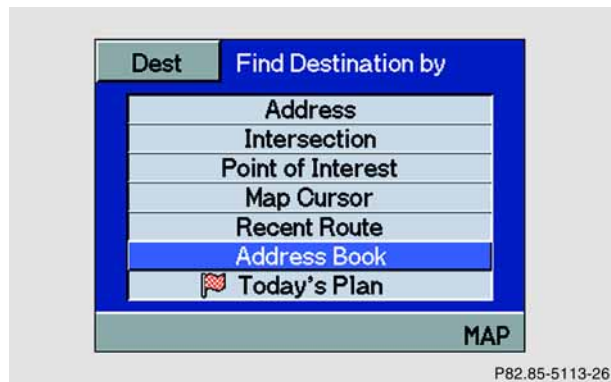 Dest Find Destination by
Address
Intersection
Point of Interest
Map Cursor
Recent Route
Address Book
Today's Plan
MAP
P82.85-5113-26